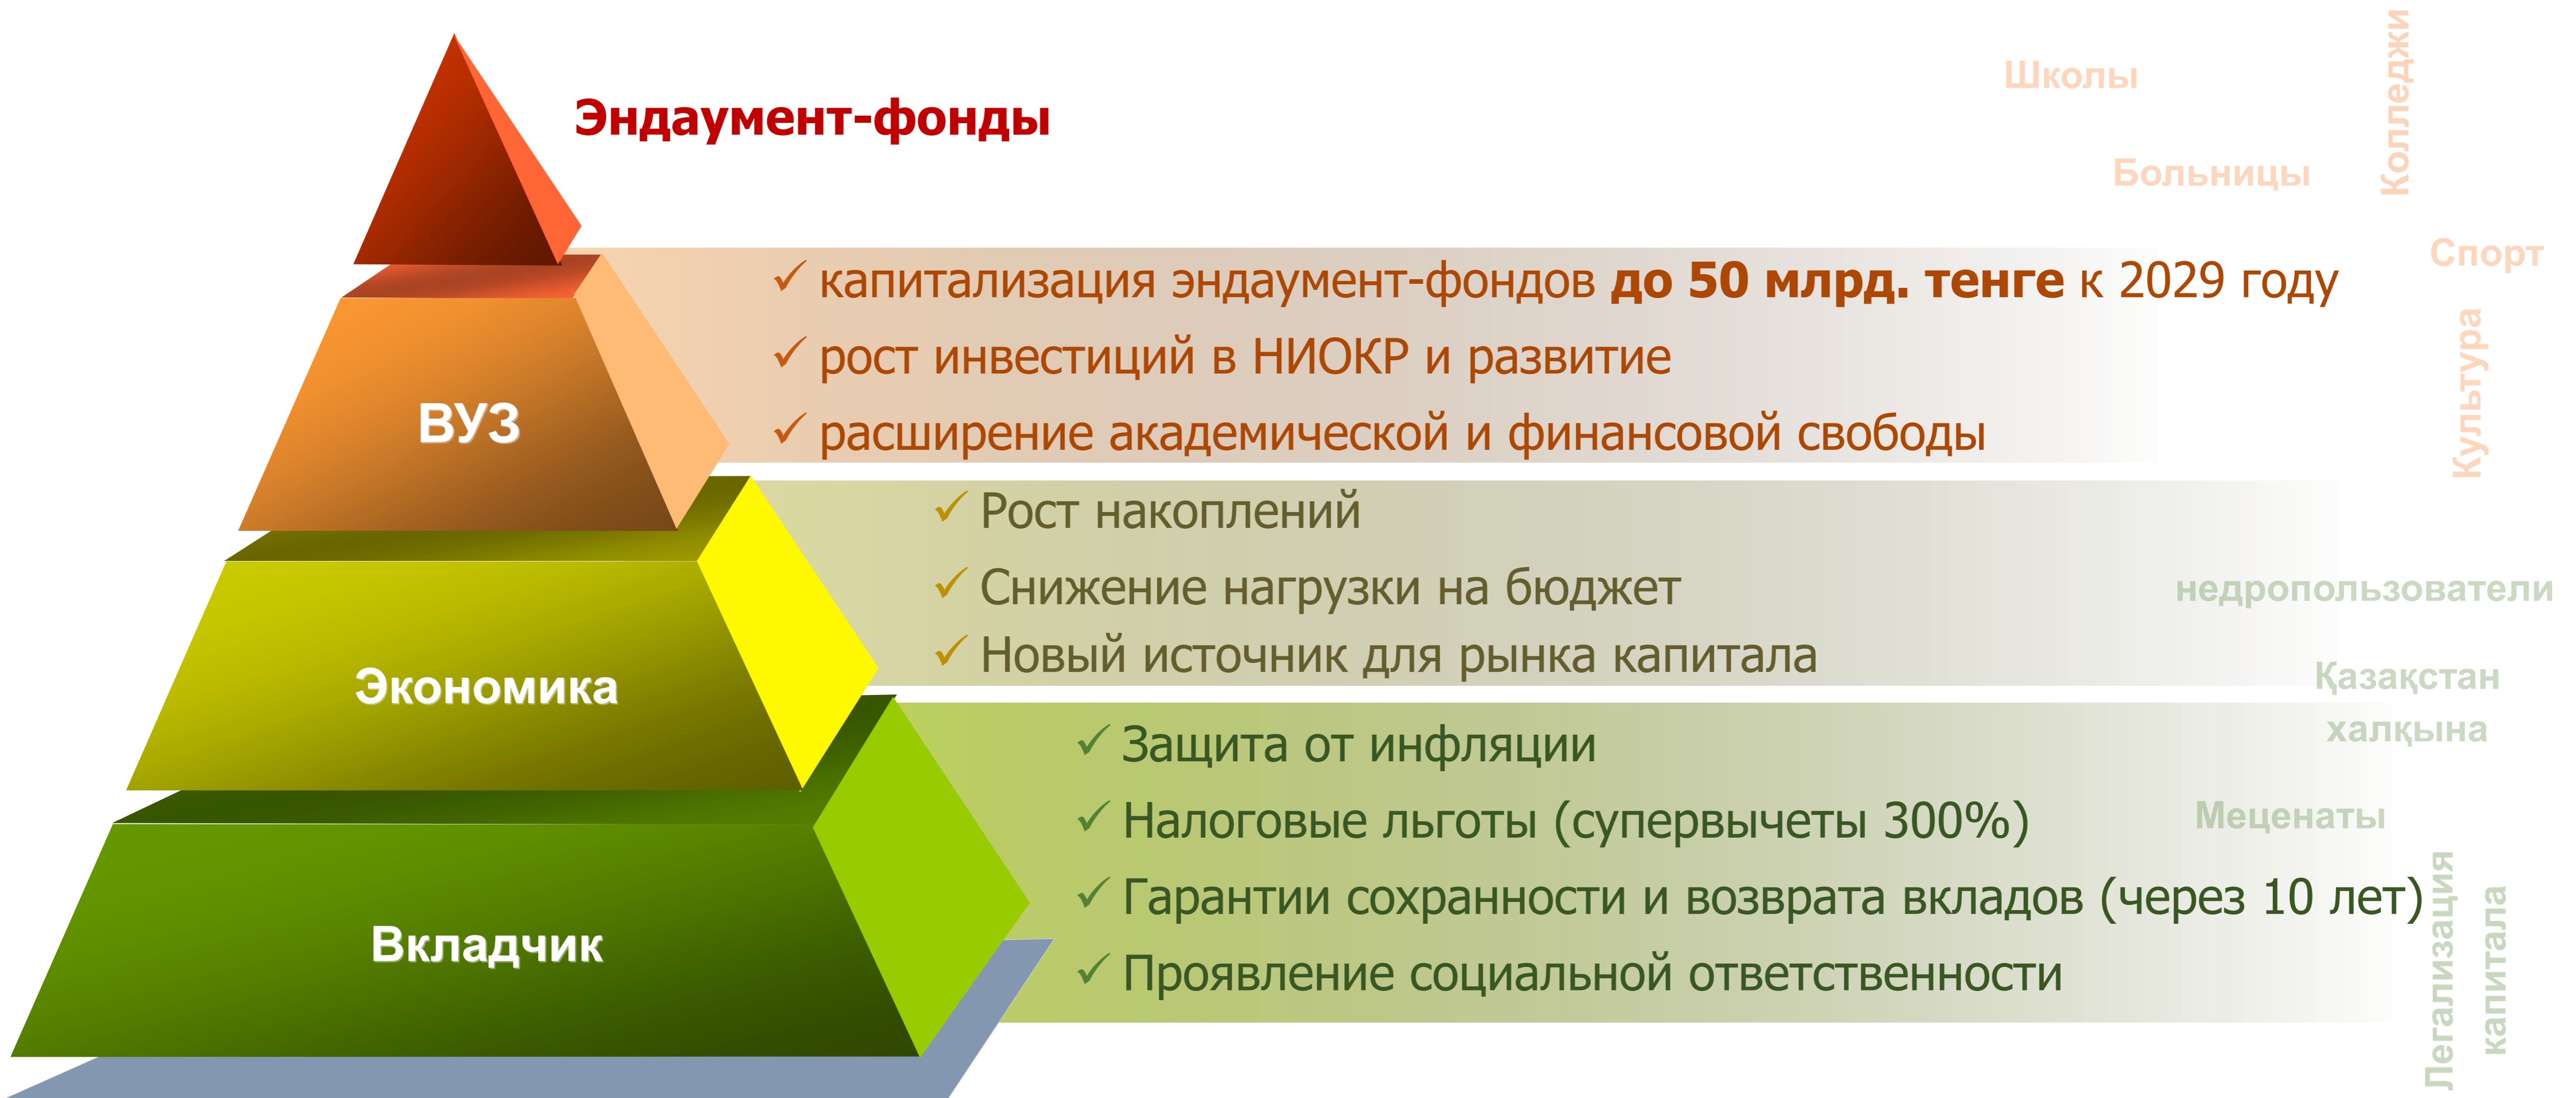 Эндаумент-фонды
Школы
Колледжи
Больницы
Спорт
Культура
ВУЗ
✓ капитализация эндаумент-фондов до 50 млрд. тенге к 2029 году
✓ рост инвестиций в НИОКР и развитие
✓ расширение академической и финансовой свободы
Экономика
✓ Рост накоплений
✓ Снижение нагрузки на бюджет
✓ Новый источник для рынка капитала
недропользователи
Қазақстан
халқына
Меценаты
Вкладчик
✓ Защита от инфляции
✓ Налоговые льготы (супервычеты 300%)
✓ Гарантии сохранности и возврата вкладов (через 10 лет)
✓ Проявление социальной ответственности
Легализация
капитала